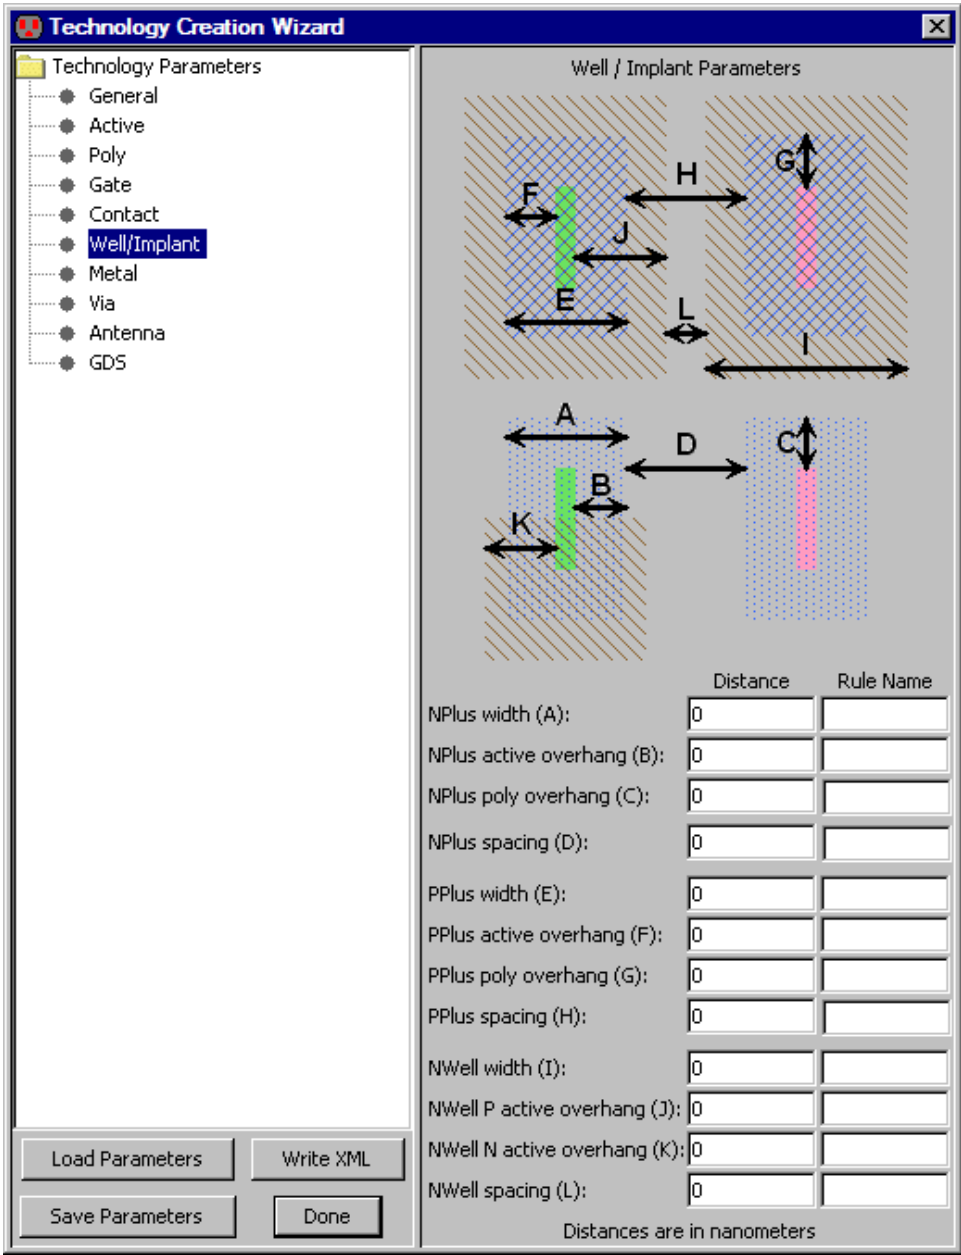 Technology Creation Wizard
Technology Parameters
General
Active
Poly
Gate
Contact
Well/Implant
Metal
Via
Antenna
GDS
Load Parameters
Write XML
Save Parameters
Done
Well / Implant Parameters
G
H
F
J
E
L
I
A
D
C
B
K
Distance Rule Name
NPlus width (A): 0
NPlus active overhang (B): 0
NPlus poly overhang (C): 0
NPlus spacing (D): 0
PPlus width (E): 0
PPlus active overhang (F): 0
PPlus poly overhang (G): 0
PPlus spacing (H): 0
NWell width (I): 0
NWell P active overhang (J): 0
NWell N active overhang (K): 0
NWell spacing (L): 0
Distances are in nanometers